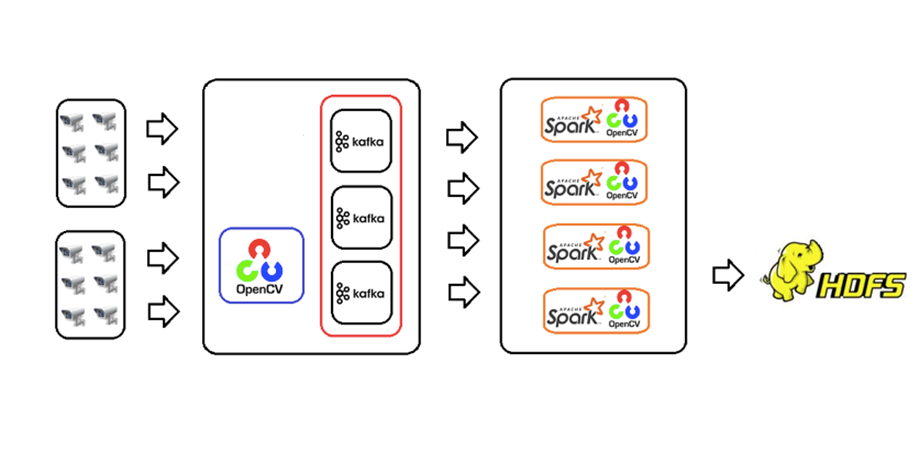 kafka
kafka
kafka
OpenCV
APACHE
Spark
OpenCV
APACHE
Spark
OpenCV
APACHE
Spark
OpenCV
APACHE
Spark
OpenCV
HDFS